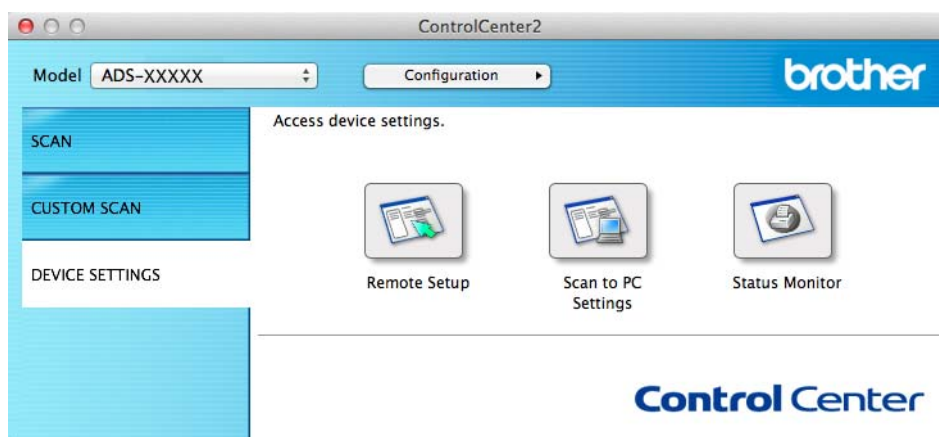 ControlCenter2
Model ADS-XXXXX Configuration brother
SCAN
CUSTOM SCAN
DEVICE SETTINGS
Access device settings.
Remote Setup
Scan to PC
Settings
Status Monitor
Control Center